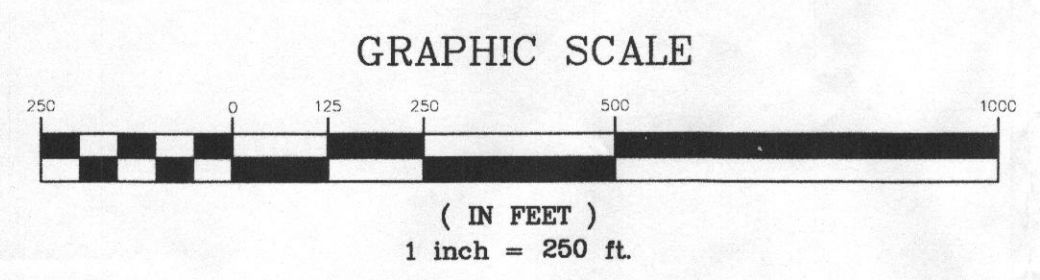 GRAPHIC SCALE
250 0 125 250 500 1000
( IN FEET )
1 inch = 250 ft.